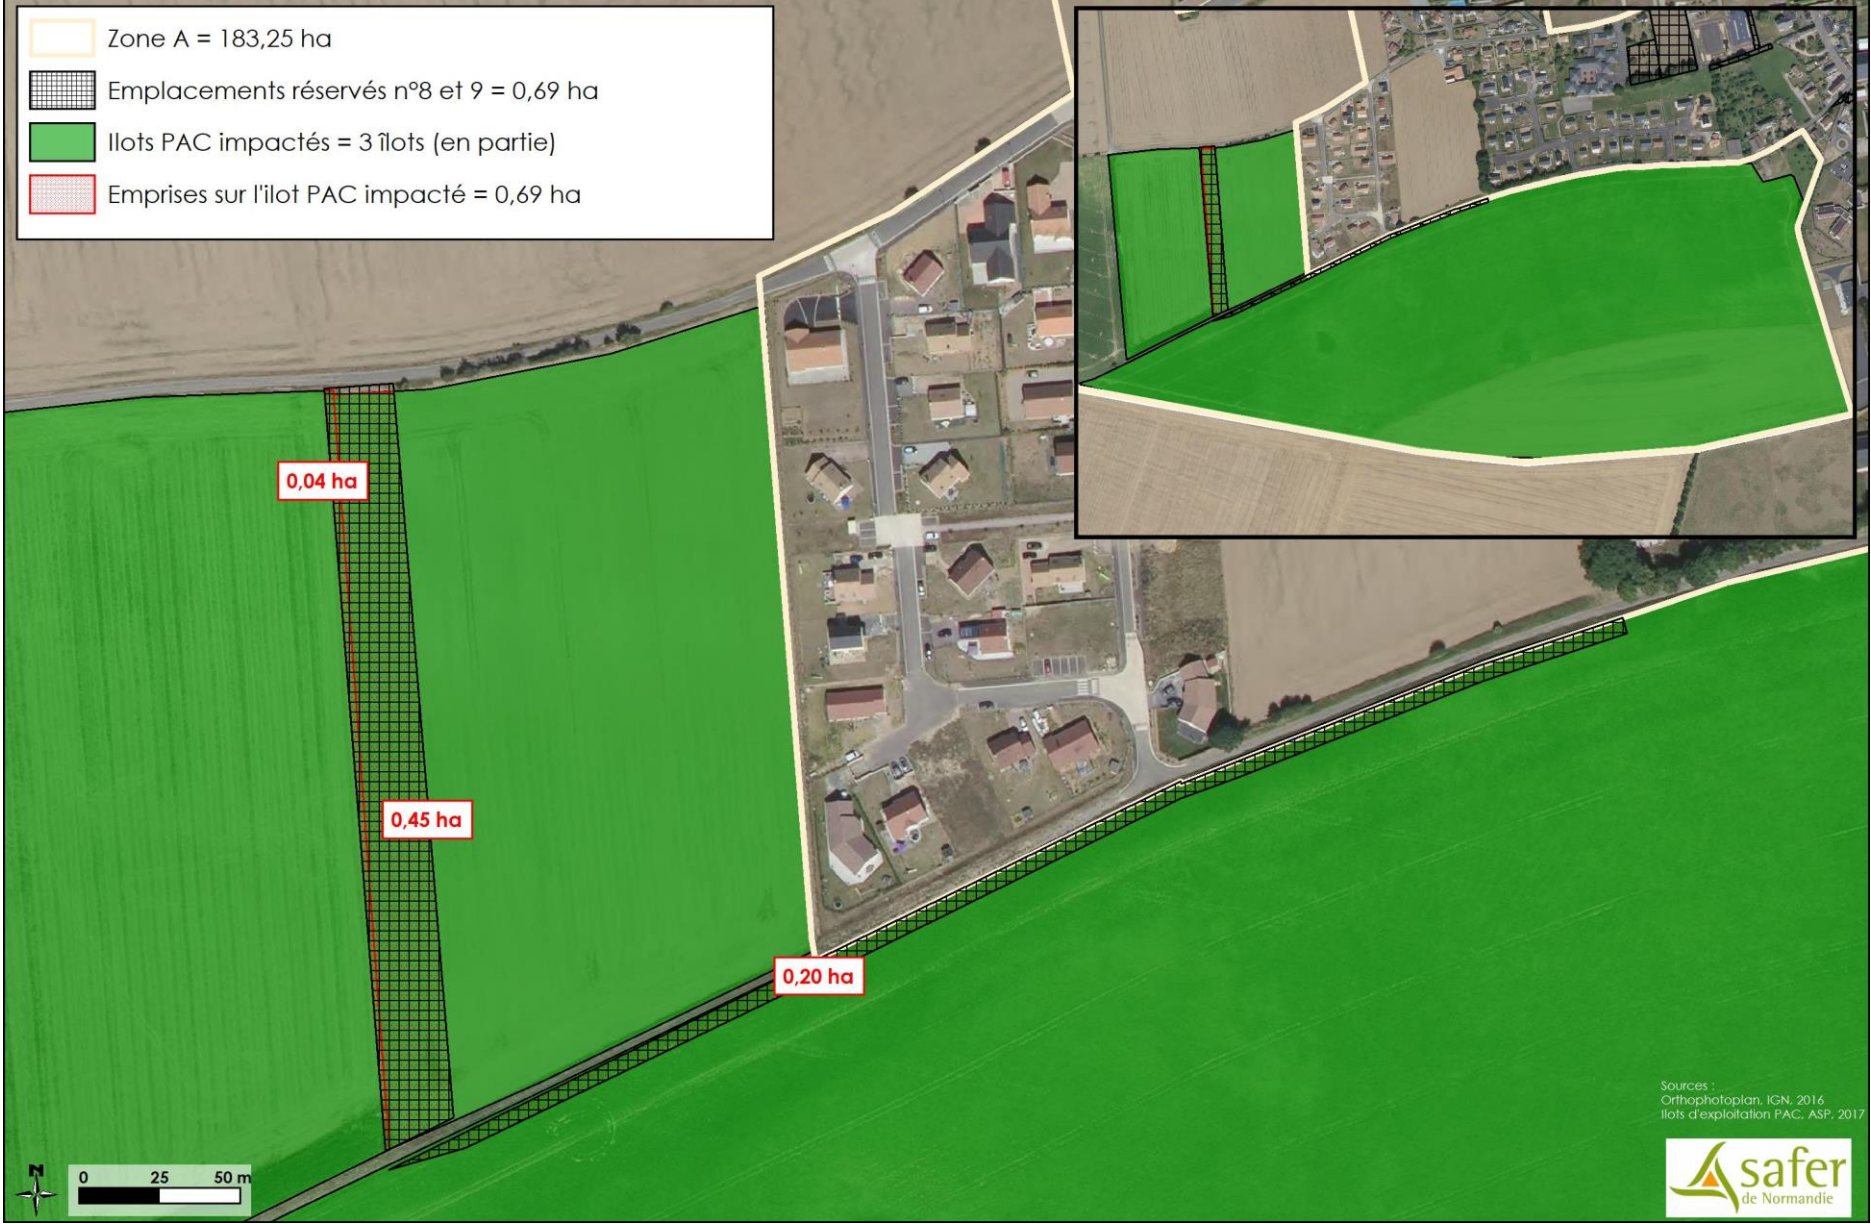 Zone A = 183,25 ha
Emplacements réservés n°8 et 9 = 0,69 ha
Ilots PAC impactés = 3 îlots (en partie)
Emprises sur l'ilot PAC impacté = 0,69 ha
0,04 ha
0,45 ha
0,20 ha
Sources :
Orthophotoplan, IGN, 2016
Ilots d'exploitation PAC, ASP, 2017
N
0 25 50 m
safer
de Normandie